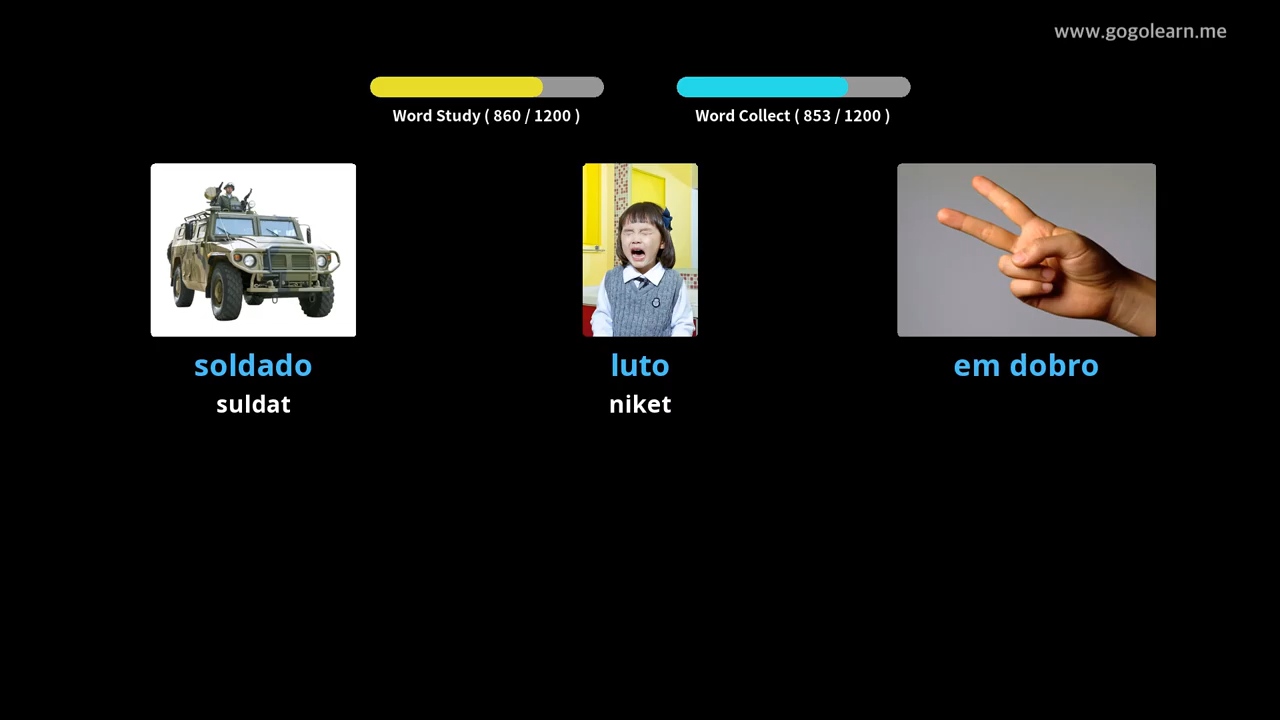 www.gogolearn.me
Word Study ( 860 / 1200 )
Word Collect ( 853 / 1200 )
soldado
suldat
luto
niket
em dobro